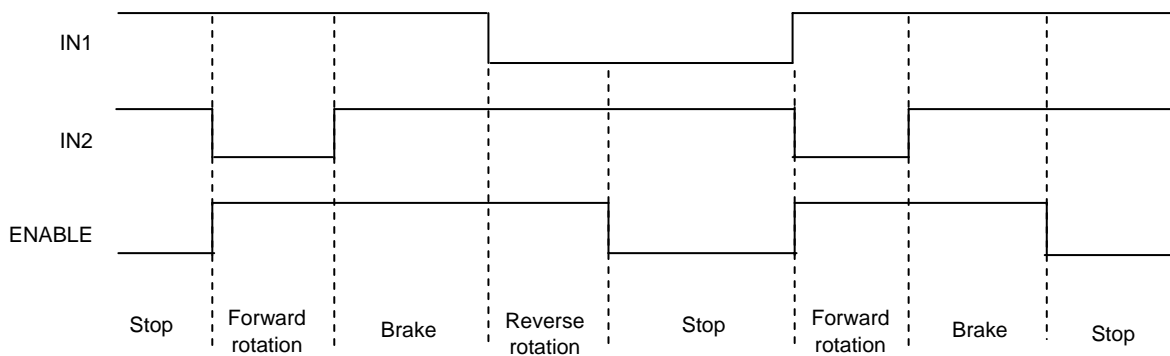 IN1
IN2
ENABLE
Stop
Forward
rotation
Brake
Reverse
rotation
Stop
Forward
rotation
Brake
Stop